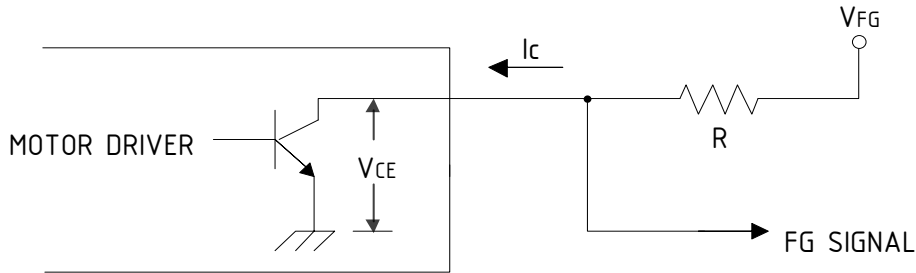 VFG
Ic
R
MOTOR DRIVER
VCE
FG SIGNAL